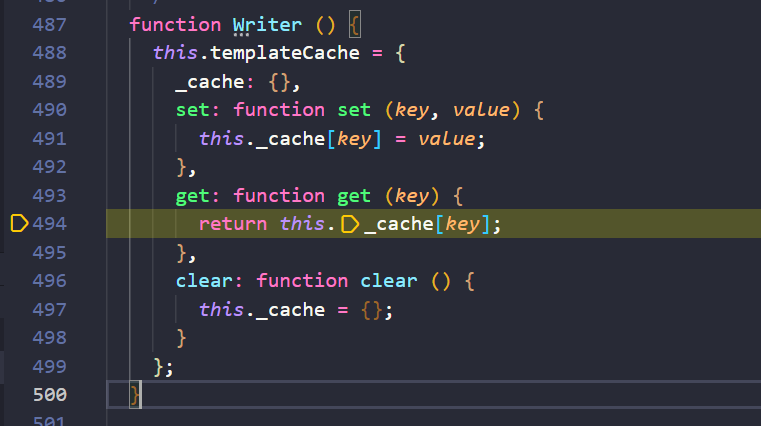 487 function Writer () {
488 this.templateCache = {
489 _cache: {},
490 set: function set (key, value) {
491 this._cache[key] = value;
492 },
493 get: function get (key) {
494 return this._cache[key];
495 },
496 clear: function clear () {
497 this._cache = {};
498 }
499 };
500 }